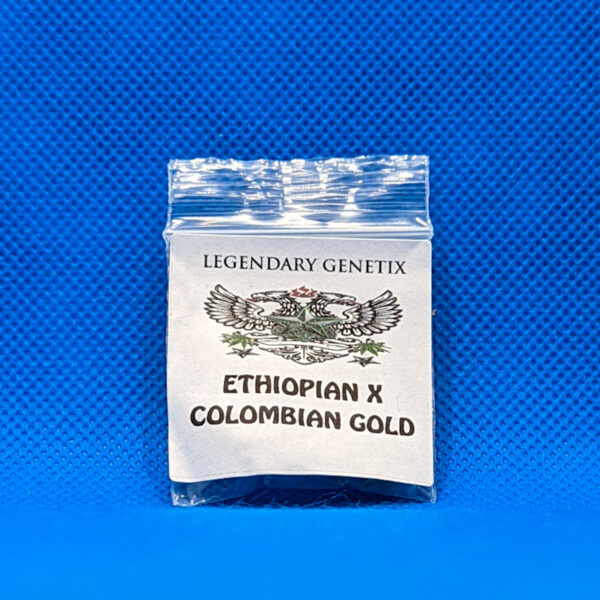 LEGENDARY GENETIX
ETHIOPIAN X
COLOMBIAN GOLD